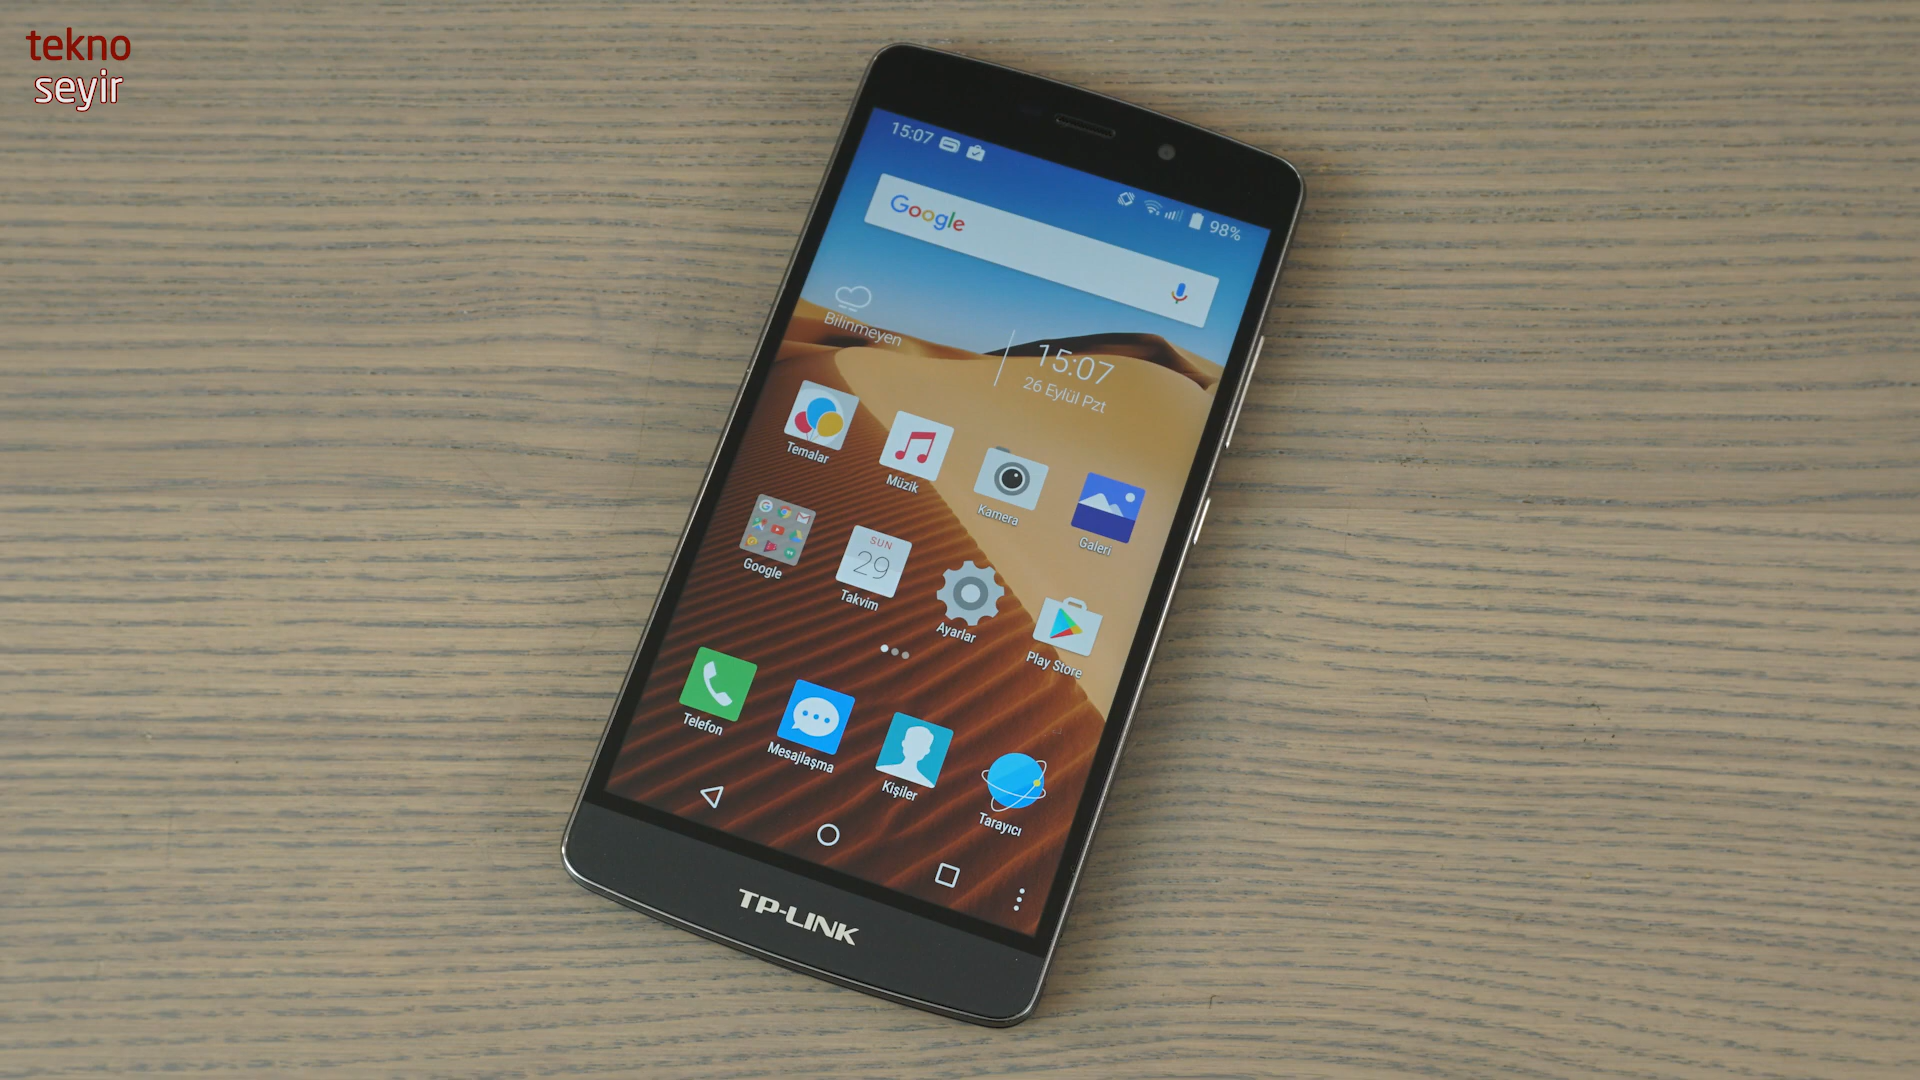 tekno
seyir
15:07
98%
Google
Bilinmeyen
15:07
26 Eylül Pzt
Temalar
Müzik
Kamera
Galeri
Google
SUN
29
Takvim
Ayarlar
Play Store
Telefon
Mesajlaşma
Kişiler
Tarayıcı
TP-LINK